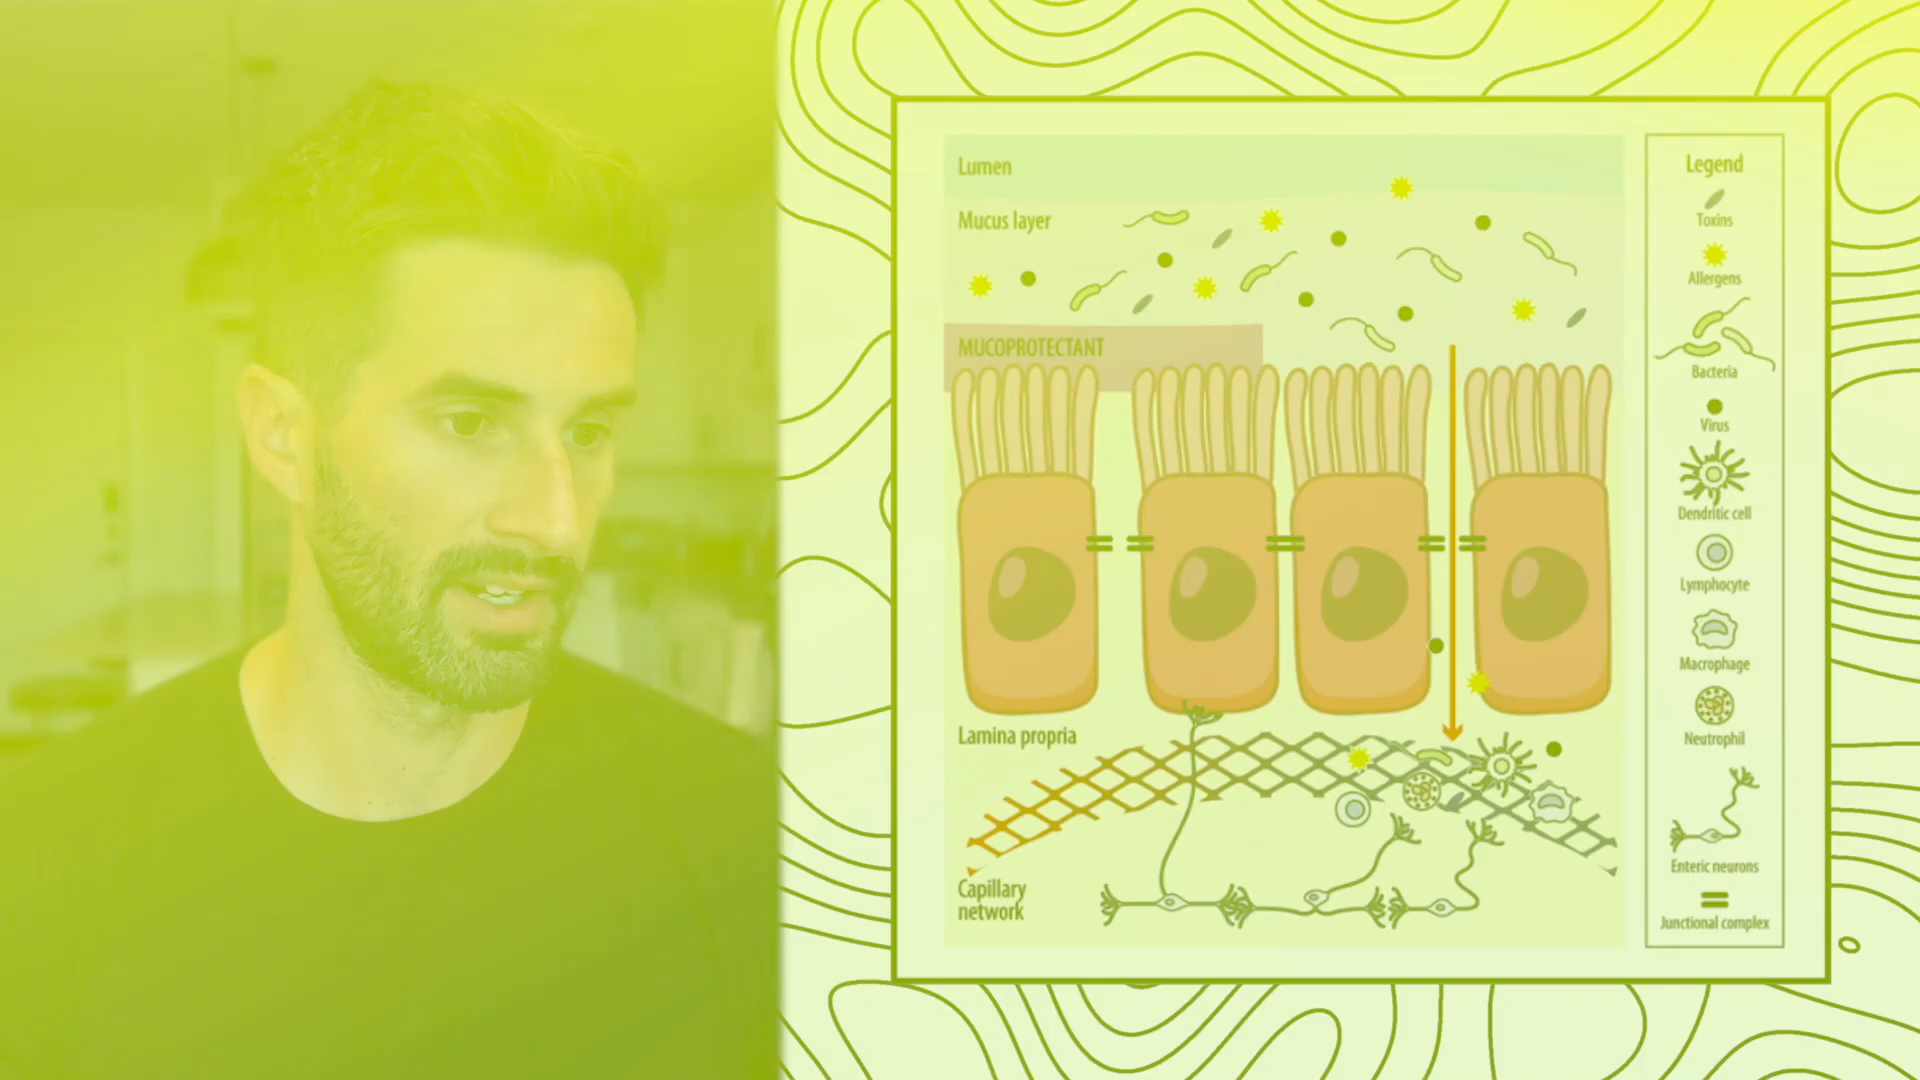 Lumen
Mucus layer
MUCOPROTECTANT
Lamina propria
Capillary
network
Legend
Toxins
Allergens
Bacteria
Virus
Dendritic cell
Lymphocyte
Macrophage
Neutrophil
Enteric neurons
Junctional complex